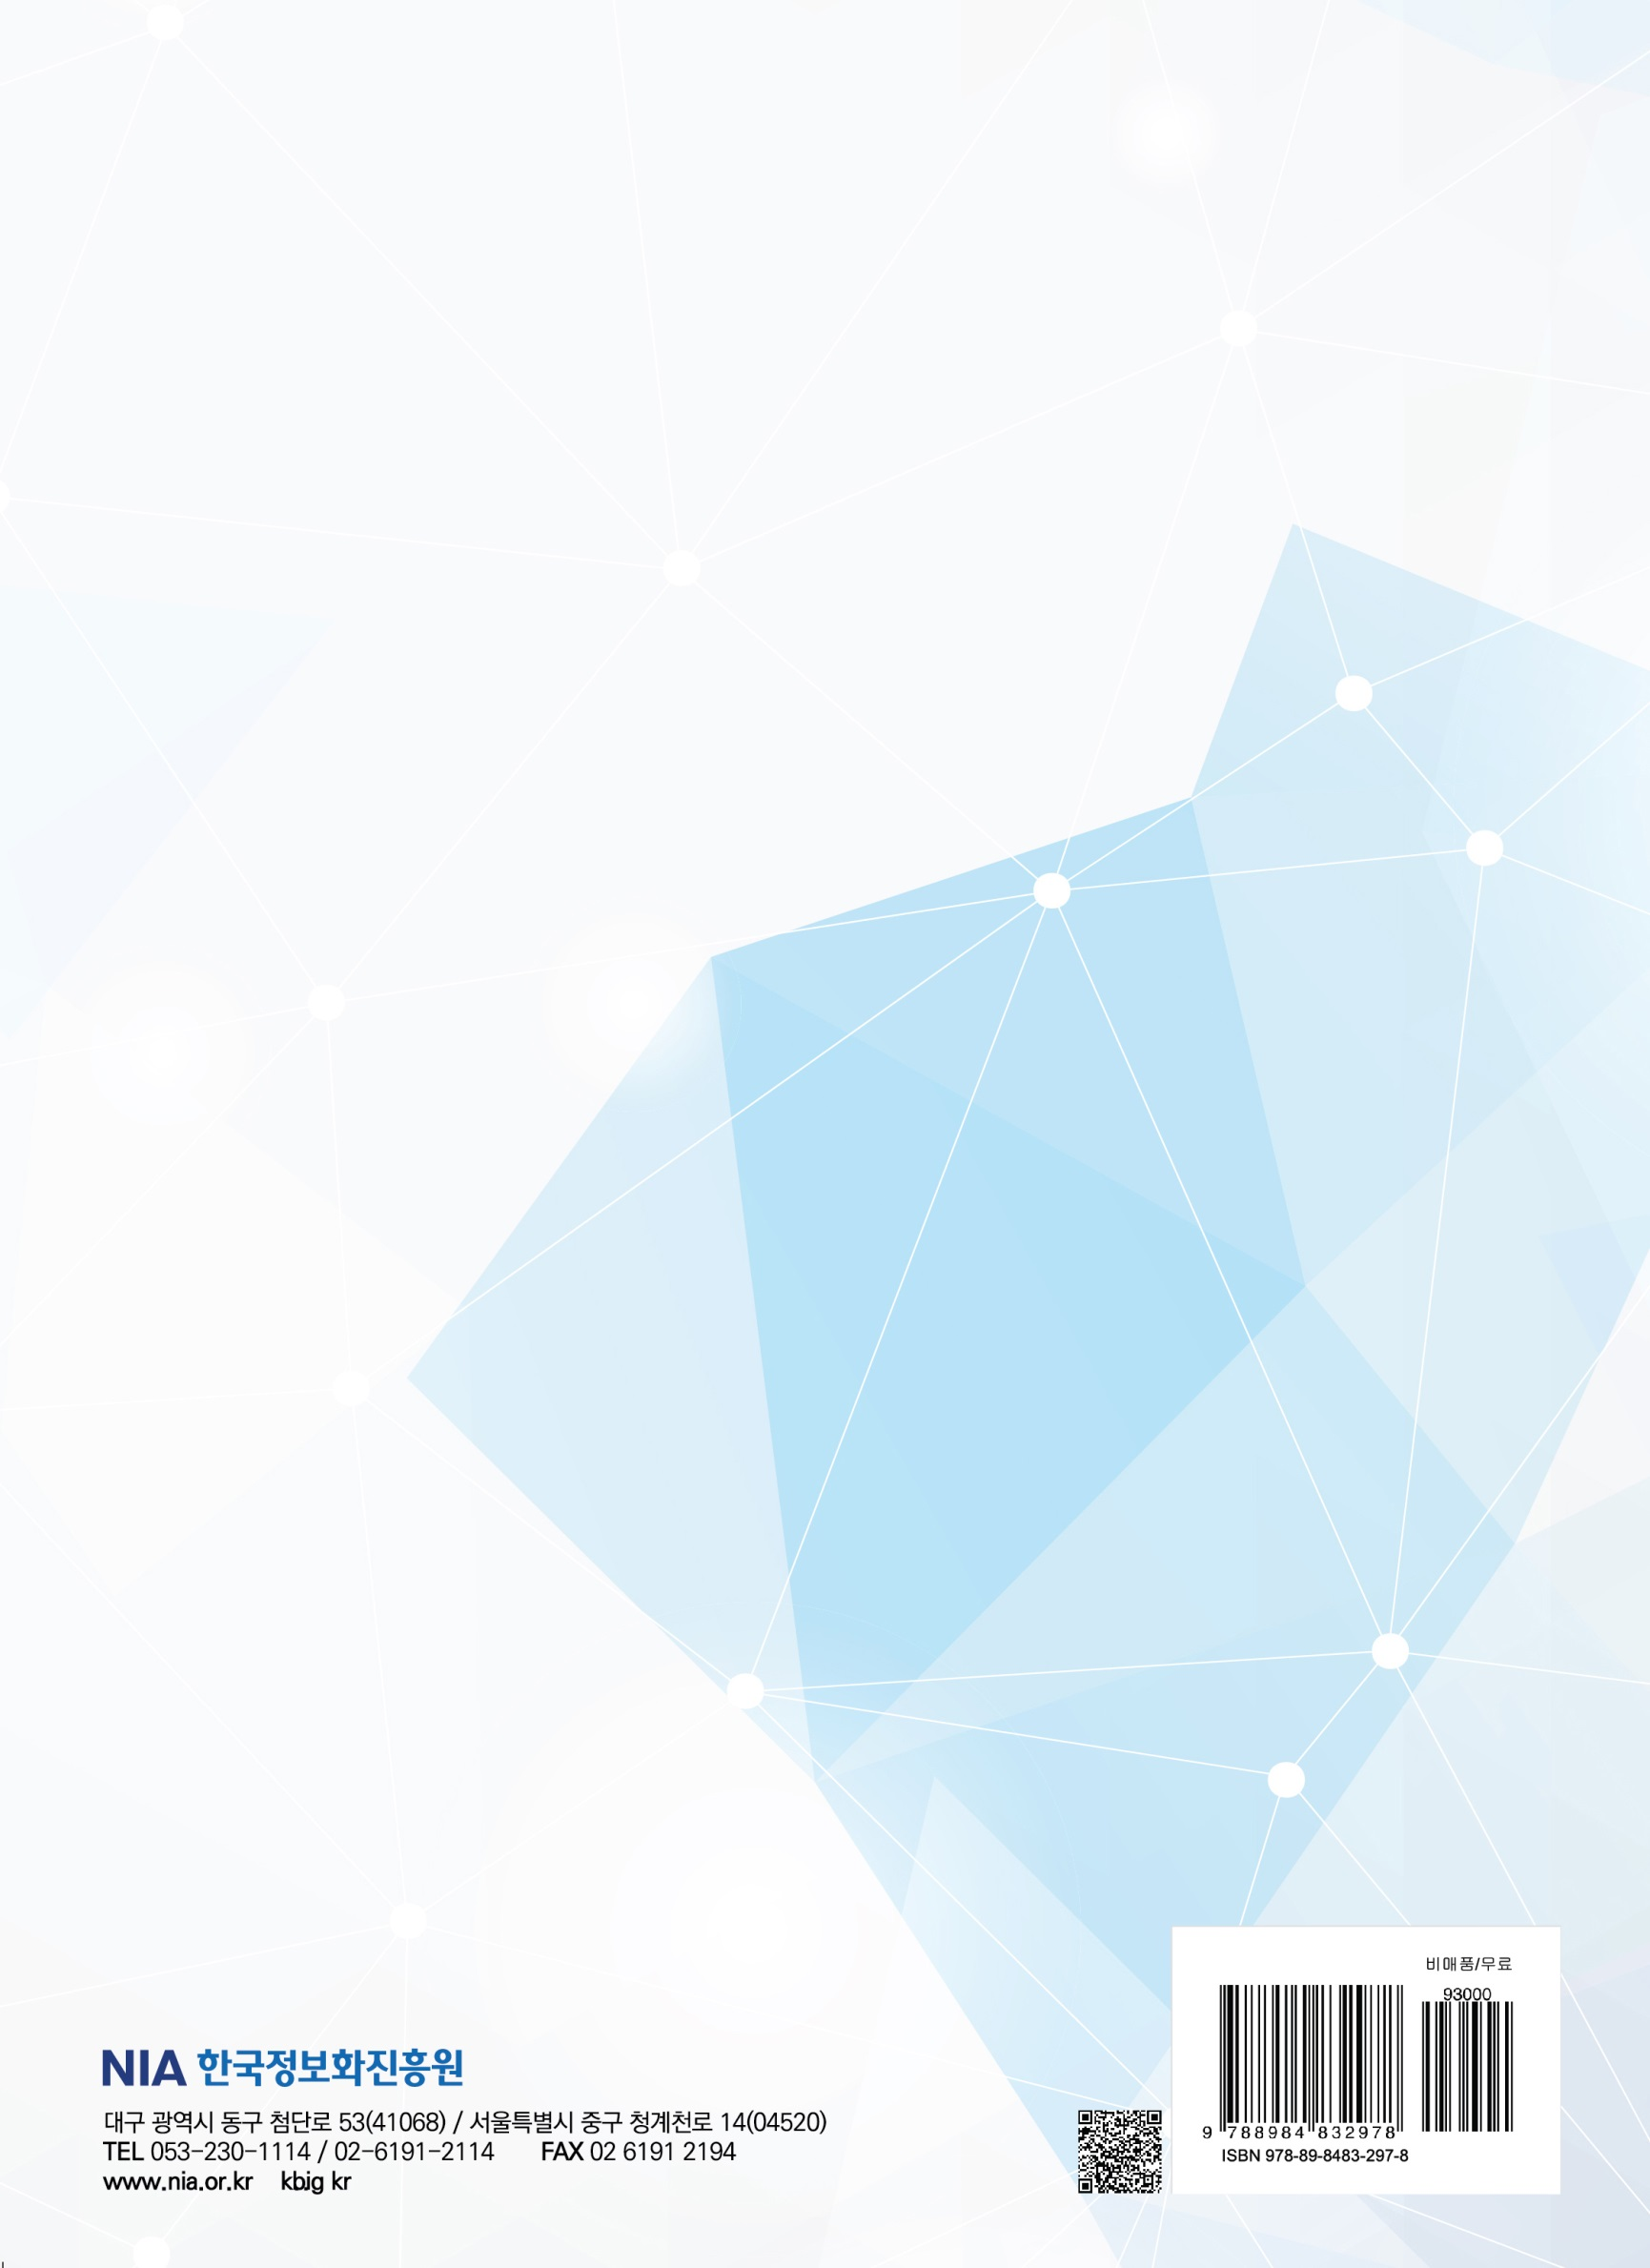 비매품/무료
93000
9 788984 832978
ISBN 978-89-8483-297-8
NIA 한국정보화진흥원
대구 광역시 동구 첨단로 53(41068) / 서울특별시 중구 청계천로 14(04520)
TEL 053-230-1114 / 02-6191-2114 FAX 02 6191 2194
www.nia.or.kr kbig kr